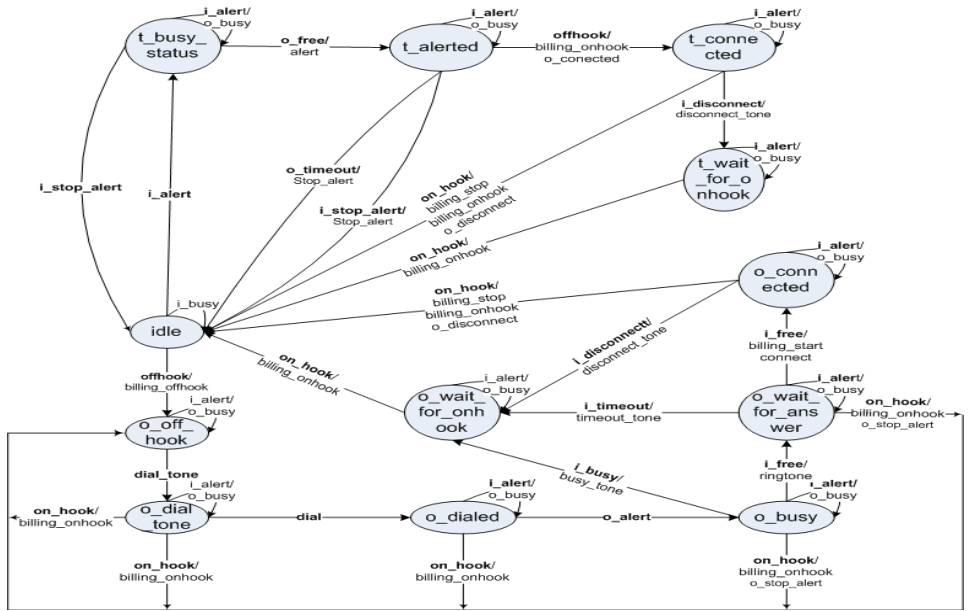 i_alert/
o_busy
t_busy_
status
o_free/
alert
i_alert/
o_busy
t_alerted
offhook/
billing_onhook
o_conected
i_alert/
o_busy
t_conne
cted
i_disconnect/
disconnect_tone
i_alert/
o_busy
t_wait
_for_o
nhook
i_stop_alert
i_alert
o_timeout/
Stop_alert
i_stop_alert/
Stop_alert
on_hook/
billing_stop
billing_onhook
o_disconnect
on_hook/
billing_onhook
i_alert/
o_busy
o_conn
ected
on_hook/
billing_stop
billing_onhook
o_disconnect
i_busy
idle
i_disconnectt/
disconnect_tone
i_free/
billing_start
connect
offhook/
billing_offhook
on_hook/
billing_onhook
i_alert/
o_busy
o_wait_
for_onh
ook
i_timeout/
timeout_tone
i_alert/
o_busy
o_wait_
for_ans
wer
on_hook/
billing_onhook
o_stop_alert
i_alert/
o_busy
o_off_
hook
dial_tone
i_busy/
busy_tone
i_free/
ringtone
i_alert/
o_busy
o_dial
_tone
on_hook/
billing_onhook
dial
i_alert/
o_busy
o_dialed
o_alert
i_alert/
o_busy
o_busy
on_hook/
billing_onhook
on_hook/
billing_onhook
on_hook/
billing_onhook
o_stop_alert